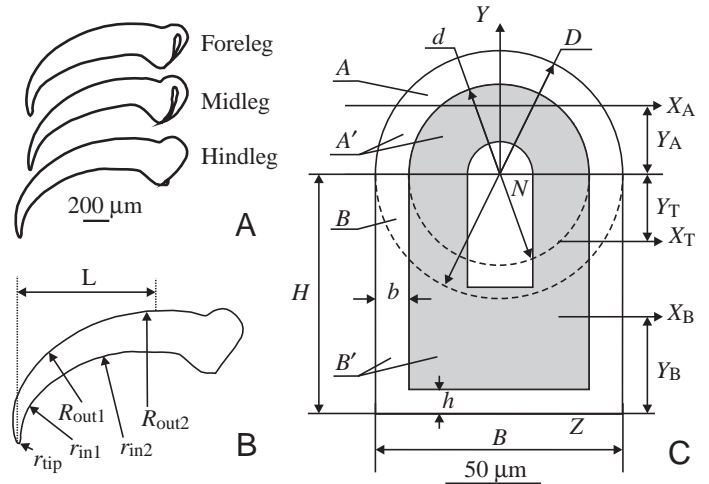 Foreleg
Midleg
Hindleg
200 µm
A
L
R_out1
R_out2
r_in1
r_in2
r_tip
B
Y
d
D
A
X_A
A′
Y_A
N
B
Y_T
X_T
H
b
X_B
B′
Y_B
h
Z
B
50 µm
C